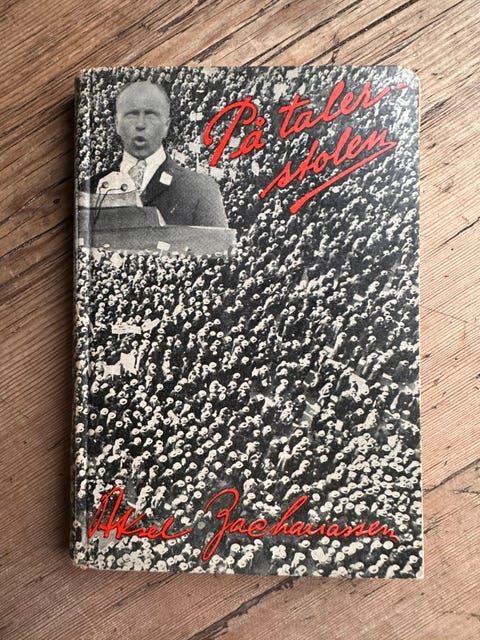 På taler-
stolen
Aksel Zachariassen